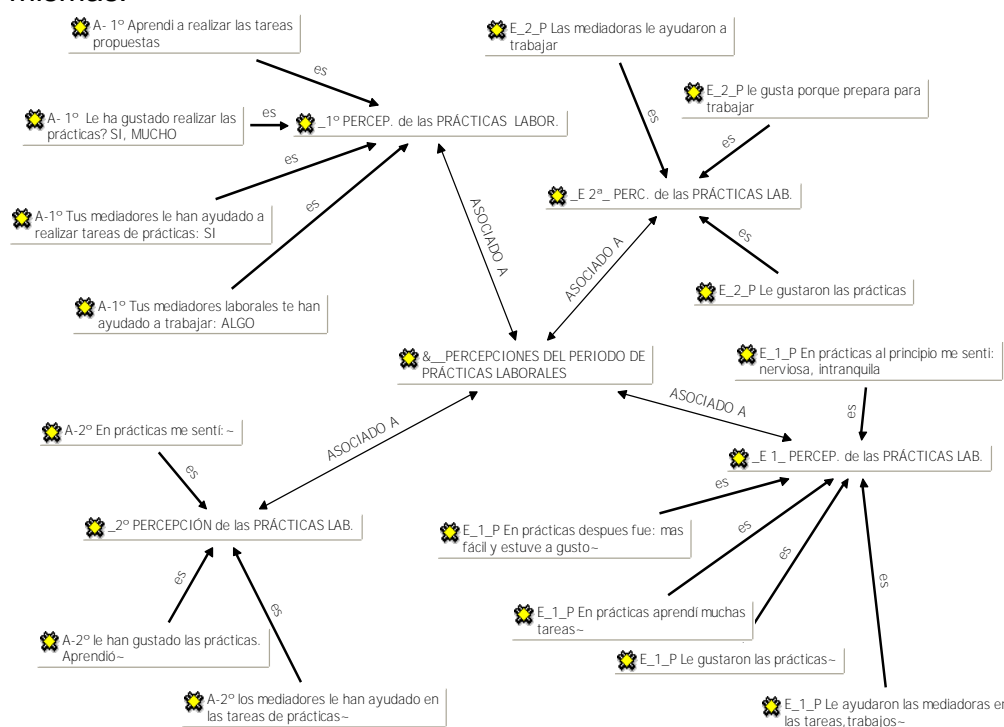 mismas.
A- 1º Aprendi a realizar las tareas
propuestas
es
E_2_P Las mediadoras le ayudaron a
trabajar
es
E_2_P le gusta porque prepara para
trabajar
es
A- 1º Le ha gustado realizar las
prácticas? SI, MUCHO
es
_1º PERCEP. de las PRÁCTICAS LABOR.
es
A-1º Tus mediadores le han ayudado a
realizar tareas de prácticas: SI
es
A-1º Tus mediadores laborales te han
ayudado a trabajar: ALGO
_E 2ª_ PERC. de las PRÁCTICAS LAB.
es
E_2_P Le gustaron las prácticas
ASOCIADO A
ASOCIADO A
&__PERCEPCIONES DEL PERIODO DE
PRÁCTICAS LABORALES
E_1_P En prácticas al principio me senti:
nerviosa, intranquila
es
ASOCIADO A
ASOCIADO A
A-2º En prácticas me sentí:~
es
_E 1_ PERCEP. de las PRÁCTICAS LAB.
_2º PERCEPCIÓN de las PRÁCTICAS LAB.
es
E_1_P En prácticas despues fue: mas
fácil y estuve a gusto~
es
E_1_P En prácticas aprendí muchas
tareas~
es
E_1_P Le gustaron las prácticas~
es
A-2º le han gustado las prácticas.
Aprendió~
es
A-2º los mediadores le han ayudado en
las tareas de prácticas~
es
E_1_P Le ayudaron las mediadoras en
las tareas,trabajos~